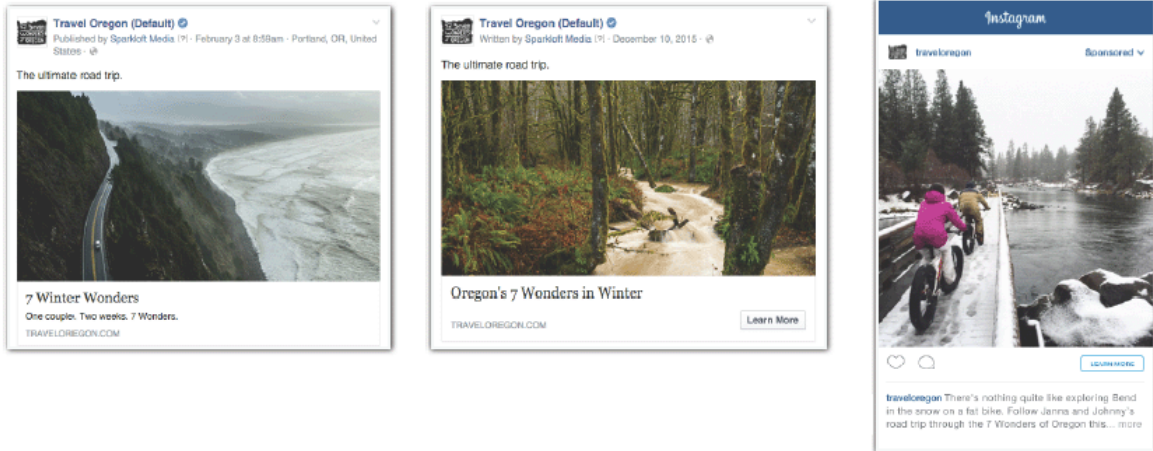 Travel Oregon (Default)
Published by Sparkloft Media [?] · February 3 at 8:59am · Portland, OR, United
States ·
The ultimate road trip.
7 Winter Wonders
One couple. Two weeks. 7 Wonders.
TRAVELOREGON.COM
Travel Oregon (Default)
Written by Sparkloft Media [?] · December 10, 2015 ·
The ultimate road trip.
Oregon's 7 Wonders in Winter
TRAVELOREGON.COM
Learn More
Instagram
traveloregon
Sponsored
LEARN MORE
traveloregon There's nothing quite like exploring Bend
in the snow on a fat bike. Follow Janna and Johnny's
road trip through the 7 Wonders of Oregon this... more